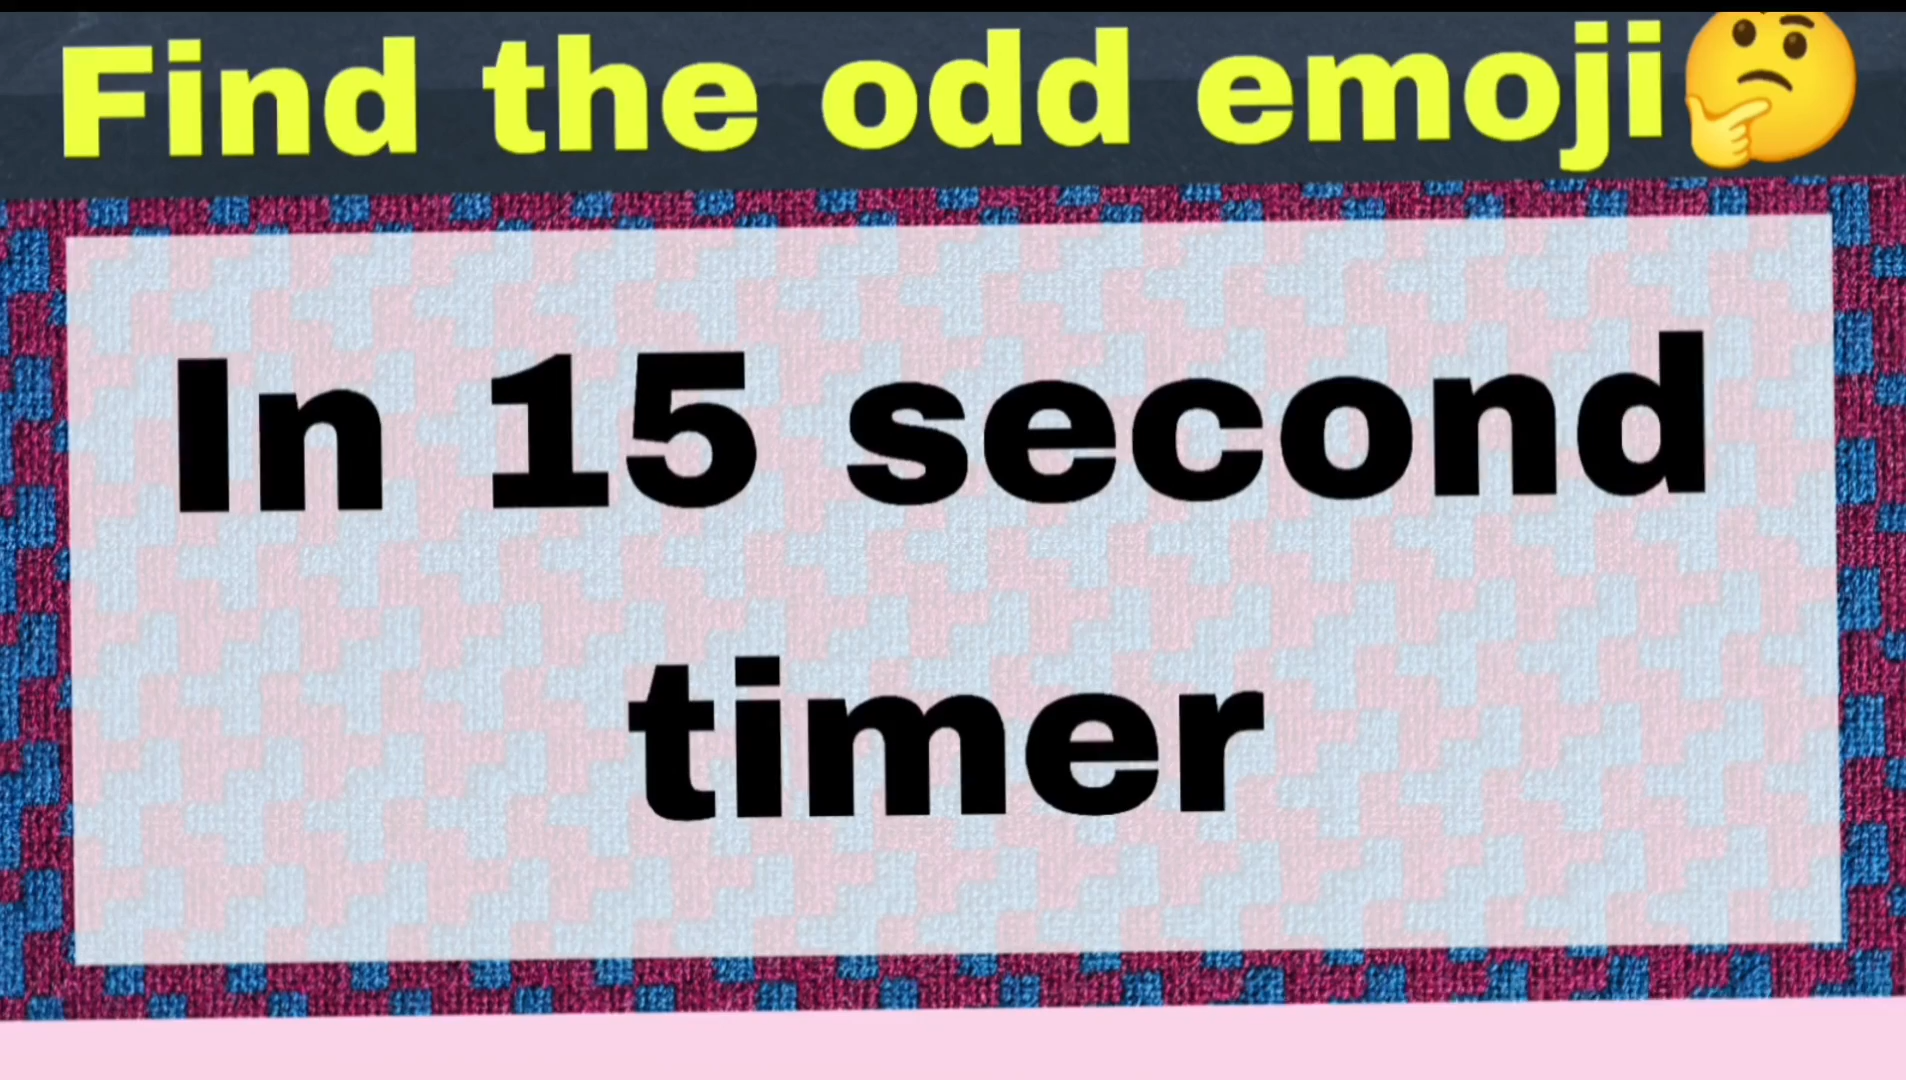 Find the odd emoji🤔
In 15 second
timer